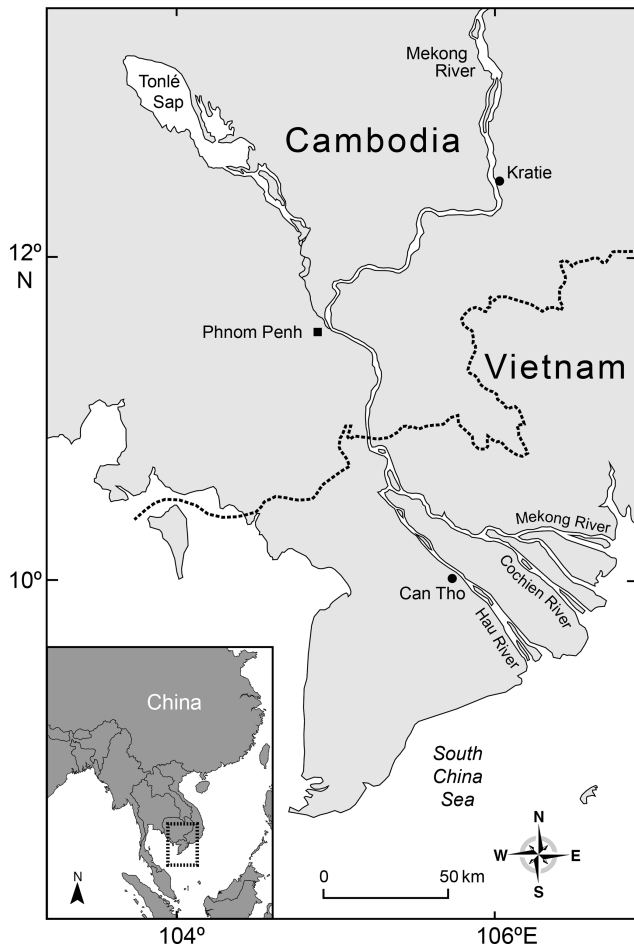 Mekong
River
Tonlé
Sap
Cambodia
Kratie
12º
N
Phnom Penh
Vietnam
Mekong River
10º
Cochien River
Can Tho
Hau River
China
South
China
Sea
N
W
E
S
N
0
50 km
104º
106ºE